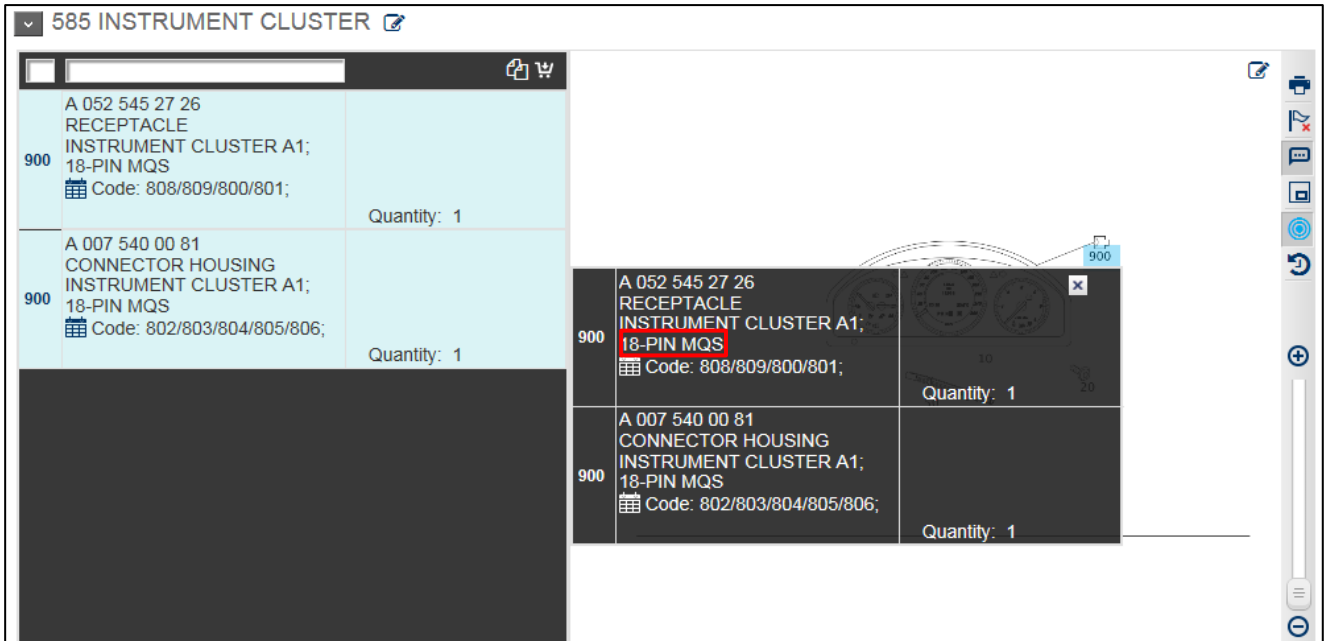 585 INSTRUMENT CLUSTER
900
A 052 545 27 26
RECEPTACLE
INSTRUMENT CLUSTER A1;
18-PIN MQS
Code: 808/809/800/801;
Quantity: 1
900
A 007 540 00 81
CONNECTOR HOUSING
INSTRUMENT CLUSTER A1;
18-PIN MQS
Code: 802/803/804/805/806;
Quantity: 1
900
900
A 052 545 27 26
RECEPTACLE
INSTRUMENT CLUSTER A1;
18-PIN MQS
Code: 808/809/800/801;
Quantity: 1
10
20
900
A 007 540 00 81
CONNECTOR HOUSING
INSTRUMENT CLUSTER A1;
18-PIN MQS
Code: 802/803/804/805/806;
Quantity: 1